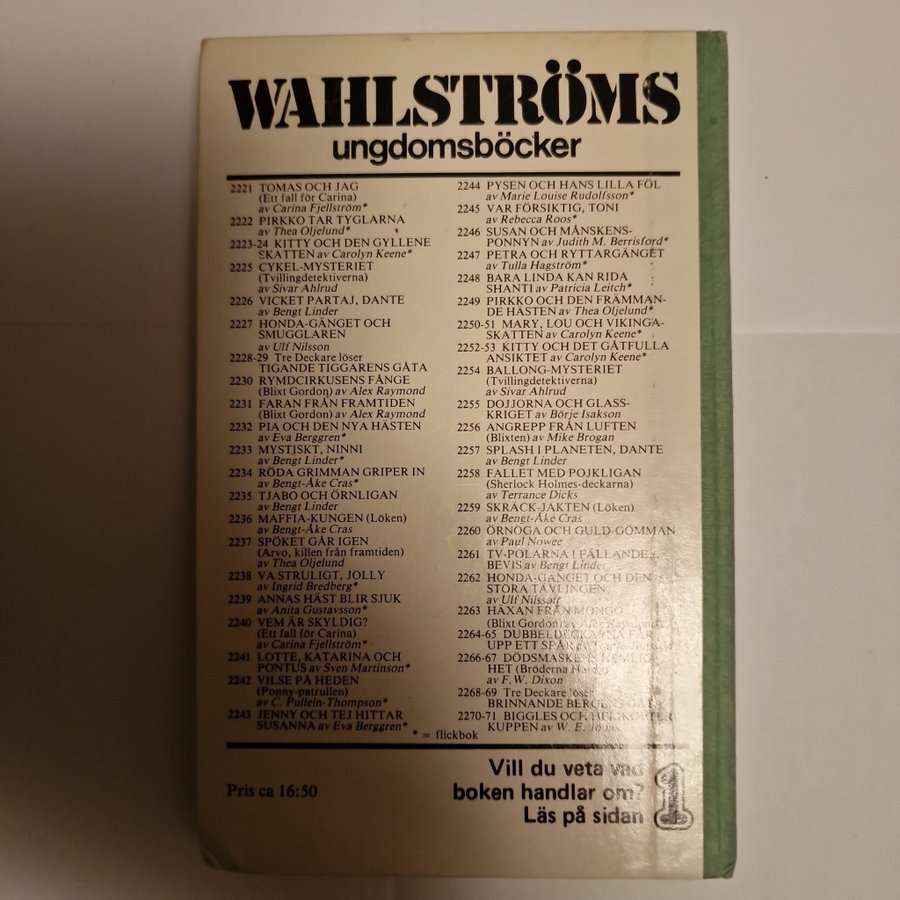 WAHLSTRÖMS
ungdomsböcker
2221 TOMAS OCH JAG
(Ett fall för Carina)
av Carina Fjellström*
2222 PIRKKO TAR TYGLARNA
av Thea Oljelund*
2223-24 KITTY OCH DEN GYLLENE
SKATTEN av Carolyn Keene*
2225 CYKEL-MYSTERIET
(Tvillingdetektiverna)
av Sivar Ahlrud
2226 VICKET PARTAJ, DANTE
av Bengt Linder
2227 HONDA-GÄNGET OCH
SMUGGLAREN
av Ulf Nilsson
2228-29 Tre Deckare löser
TIGANDE TIGGARENS GÅTA
2230 RYMDCIRKUSENS FÅNGE
(Blixt Gordon) av Alex Raymond
2231 FARAN FRÅN FRAMTIDEN
(Blixt Gordon) av Alex Raymond
2232 PIA OCH DEN NYA HÄSTEN
av Eva Berggren*
2233 MYSTISKT, NINNI
av Bengt Linder*
2234 RÖDA GRIMMAN GRIPER IN
av Bengt-Åke Cras*
2235 TJABO OCH ÖRNLIGAN
av Bengt Linder
2236 MAFFIA-KUNGEN (Löken)
av Bengt-Åke Cras
2237 SPÖKET GÅR IGEN
(Arvo, killen från framtiden)
av Thea Oljelund
2238 VA STRULIGT, JOLLY
av Ingrid Bredberg*
2239 ANNAS HÄST BLIR SJUK
av Anita Gustavsson*
2240 VEM ÄR SKYLDIG?
(Ett fall för Carina)
av Carina Fjellström*
2241 LOTTE, KATARINA OCH
PONTUS av Sven Martinson*
2242 VILSE PÅ HEDEN
(Ponny-patrullen)
av C. Pullein-Thompson*
2243 JENNY OCH TEJ HITTAR
SUSANNA av Eva Berggren*
2244 PYSEN OCH HANS LILLA FÖL
av Marie Louise Rudolfsson*
2245 VAR FÖRSIKTIG, TONI
av Rebecca Roos*
2246 SUSAN OCH MÅNSKENS-
PONNYN av Judith M. Berrisford*
2247 PETRA OCH RYTTARGÄNGET
av Tulla Hagström*
2248 BARA LINDA KAN RIDA
SHANTI av Patricia Leitch*
2249 PIRKKO OCH DEN FRÄMMAN-
DE HÄSTEN av Thea Oljelund*
2250-51 MARY, LOU OCH VIKINGA-
SKATTEN av Carolyn Keene*
2252-53 KITTY OCH DET GÅTFULLA
ANSIKTET av Carolyn Keene*
2254 BALLONG-MYSTERIET
(Tvillingdetektiverna)
av Sivar Ahlrud
2255 DOJJORNA OCH GLASS-
KRIGET av Börje Isakson
2256 ANGREPP FRÅN LUFTEN
(Blixten) av Mike Brogan
2257 SPLASH I PLANETEN, DANTE
av Bengt Linder
2258 FALLET MED POJKLIGAN
(Sherlock Holmes-deckarna)
av Terrance Dicks
2259 SKRÄCK-JAKTEN (Löken)
av Bengt-Åke Cras
2260 ÖRNOGA OCH GULD-GÖMMAN
av Paul Nowee
2261 TV-POLARNA I FÄLLANDE
BEVIS av Bengt Linder
2262 HONDA-GÄNGET OCH DEN
STORA TÄVLINGEN
av Ulf Nilsson
2263 HÄXAN FRÅN MONGO
(Blixt Gordon) av Alex Raymond
2264-65 DUBBELDECKARNA FÅR
UPP ETT SPÅR av
2266-67 DÖDSMASKENS HEMLIG-
HET (Bröderna Hardy)
av F.W. Dixon
2268-69 Tre Deckare löser
BRINNANDE BERGENS GÅTA
2270-71 BIGGLES OCH HELIKOPTER-
KUPPEN av W. E. Johns
* = flickbok
Pris ca 16:50
Vill du veta vad
boken handlar om?
Läs på sidan 1